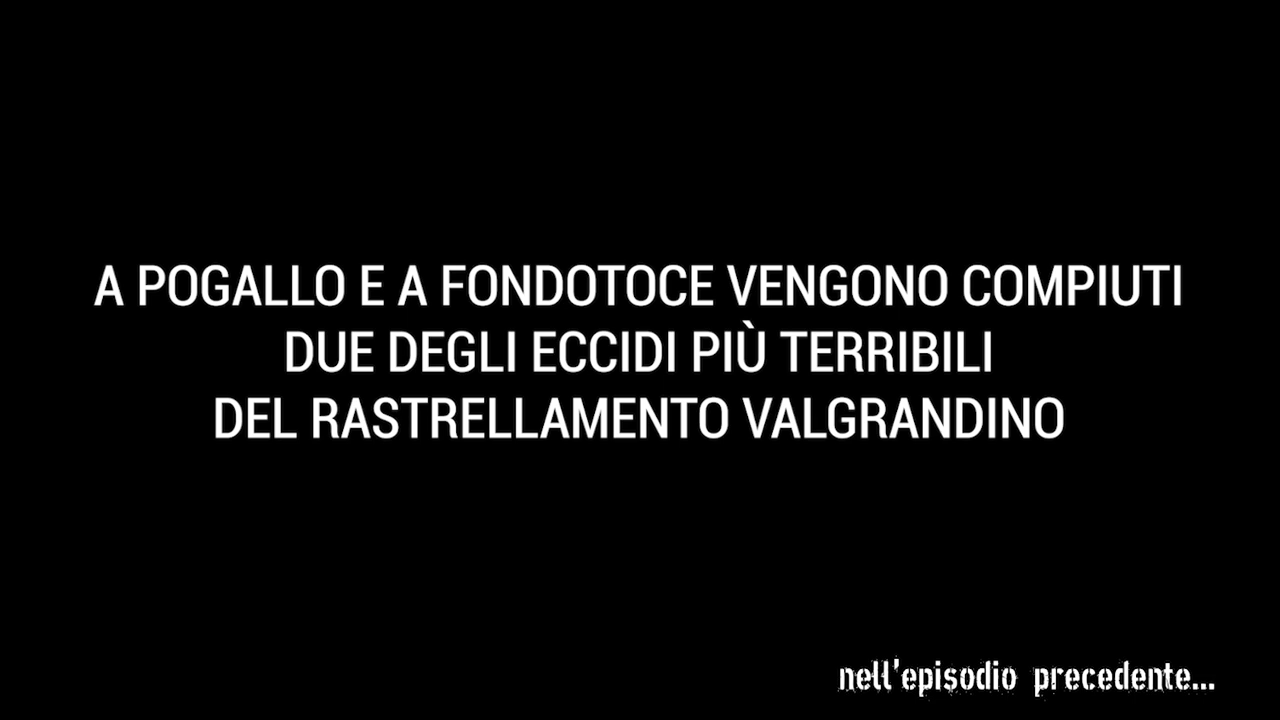 A POGALLO E A FONDOTOCE VENGONO COMPIUTI
DUE DEGLI ECCIDI PIÙ TERRIBILI
DEL RASTRELLAMENTO VALGRANDINO
nell'episodio precedente...